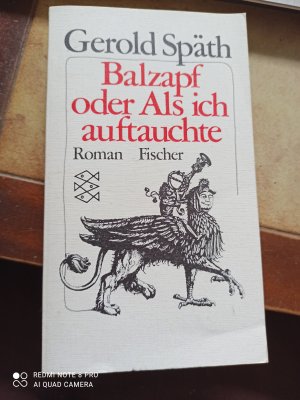 Gerold Späth
Balzapf
oder Als ich
auftauchte
Roman Fischer
REDMI NOTE 8 PRO
AI QUAD CAMERA